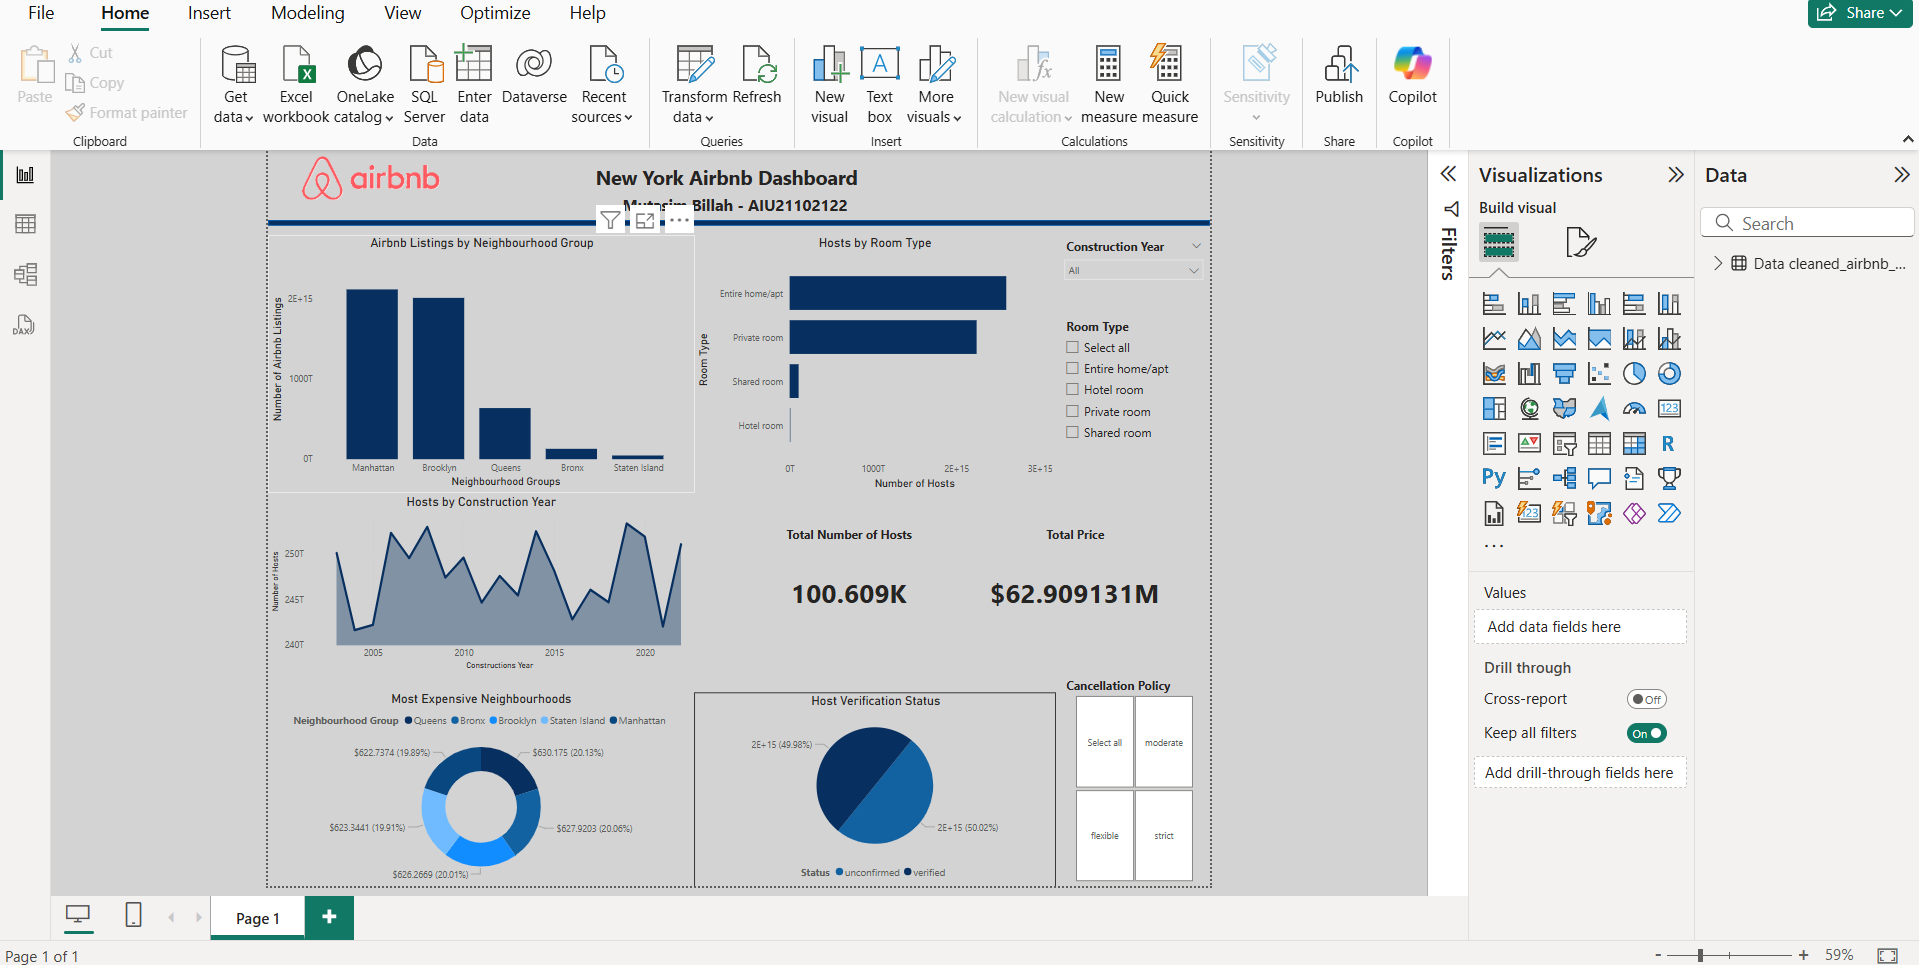 File Home Insert Modeling View Optimize Help
Share
Paste
Cut
Copy
Format painter
Clipboard
Get data
Excel workbook
OneLake catalog
SQL Server
Enter data
Dataverse
Recent sources
Data
Transform data
Refresh
Queries
New visual
A
Text box
More visuals
Insert
New visual calculation
New measure
Quick measure
Calculations
Sensitivity
Sensitivity
Publish
Share
Copilot
Copilot
airbnb
New York Airbnb Dashboard
Mutasim Billah - AIU21102122
Airbnb Listings by Neighbourhood Group
Number of Airbnb Listings
2E+15
1000T
0T
Manhattan Brooklyn Queens Bronx Staten Island
Neighbourhood Groups
Hosts by Room Type
Room Type
Entire home/apt
Private room
Shared room
Hotel room
0T 1000T 2E+15 3E+15
Number of Hosts
Construction Year
All
Room Type
Select all
Entire home/apt
Hotel room
Private room
Shared room
Hosts by Construction Year
Number of Hosts
250T
245T
240T
2005 2010 2015 2020
Constructions Year
Total Number of Hosts
100.609K
Total Price
$62.909131M
Most Expensive Neighbourhoods
Neighbourhood Group Queens Bronx Brooklyn Staten Island Manhattan
$622.7374 (19.89%)
$630.175 (20.13%)
$623.3441 (19.91%)
$627.9203 (20.06%)
$626.2669 (20.01%)
Host Verification Status
2E+15 (49.98%)
2E+15 (50.02%)
Status unconfirmed verified
Cancellation Policy
Select all
moderate
flexible
strict
Filters
Visualizations
Build visual
123
R
Py
123
Values
Add data fields here
Drill through
Cross-report
Off
Keep all filters
On
Add drill-through fields here
Data
Search
Data cleaned_airbnb_...
DAX
Page 1
Page 1 of 1
59%